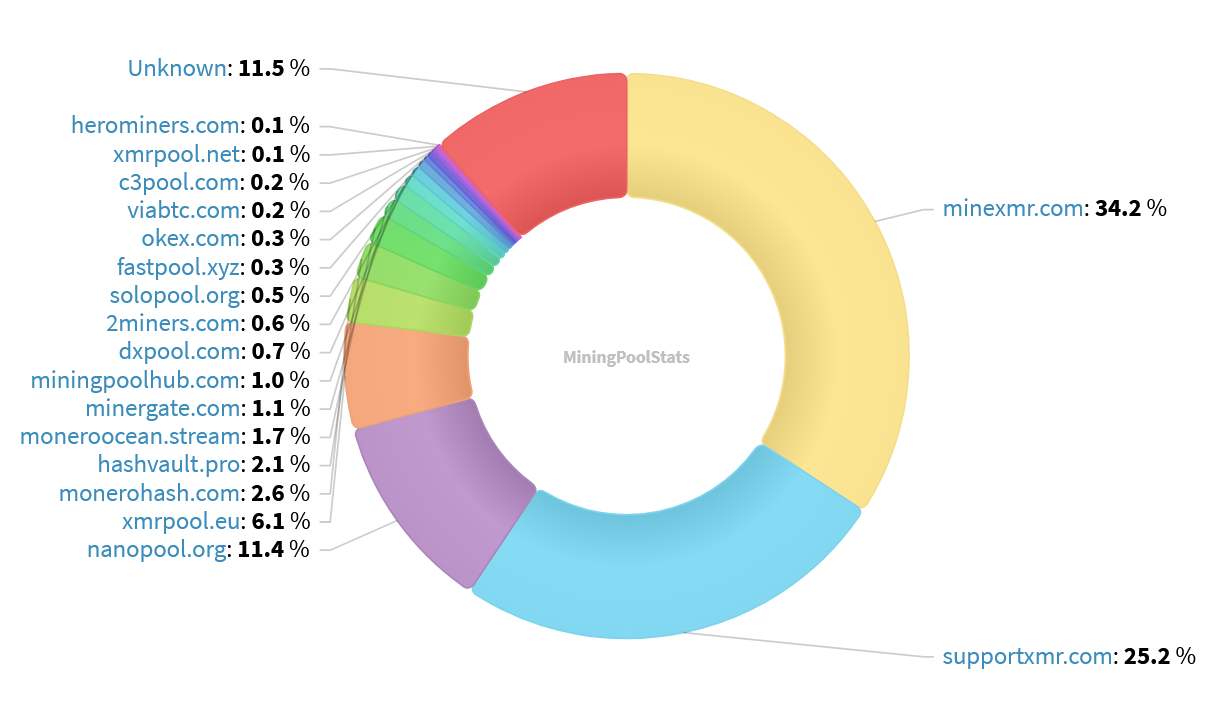 Unknown: 11.5 %
herominers.com: 0.1 %
xmrpool.net: 0.1 %
c3pool.com: 0.2 %
viabtc.com: 0.2 %
okex.com: 0.3 %
fastpool.xyz: 0.3 %
solopool.org: 0.5 %
2miners.com: 0.6 %
dxpool.com: 0.7 %
miningpoolhub.com: 1.0 %
minergate.com: 1.1 %
moneroocean.stream: 1.7 %
hashvault.pro: 2.1 %
monerohash.com: 2.6 %
xmrpool.eu: 6.1 %
nanopool.org: 11.4 %
MiningPoolStats
minexmr.com: 34.2 %
supportxmr.com: 25.2 %